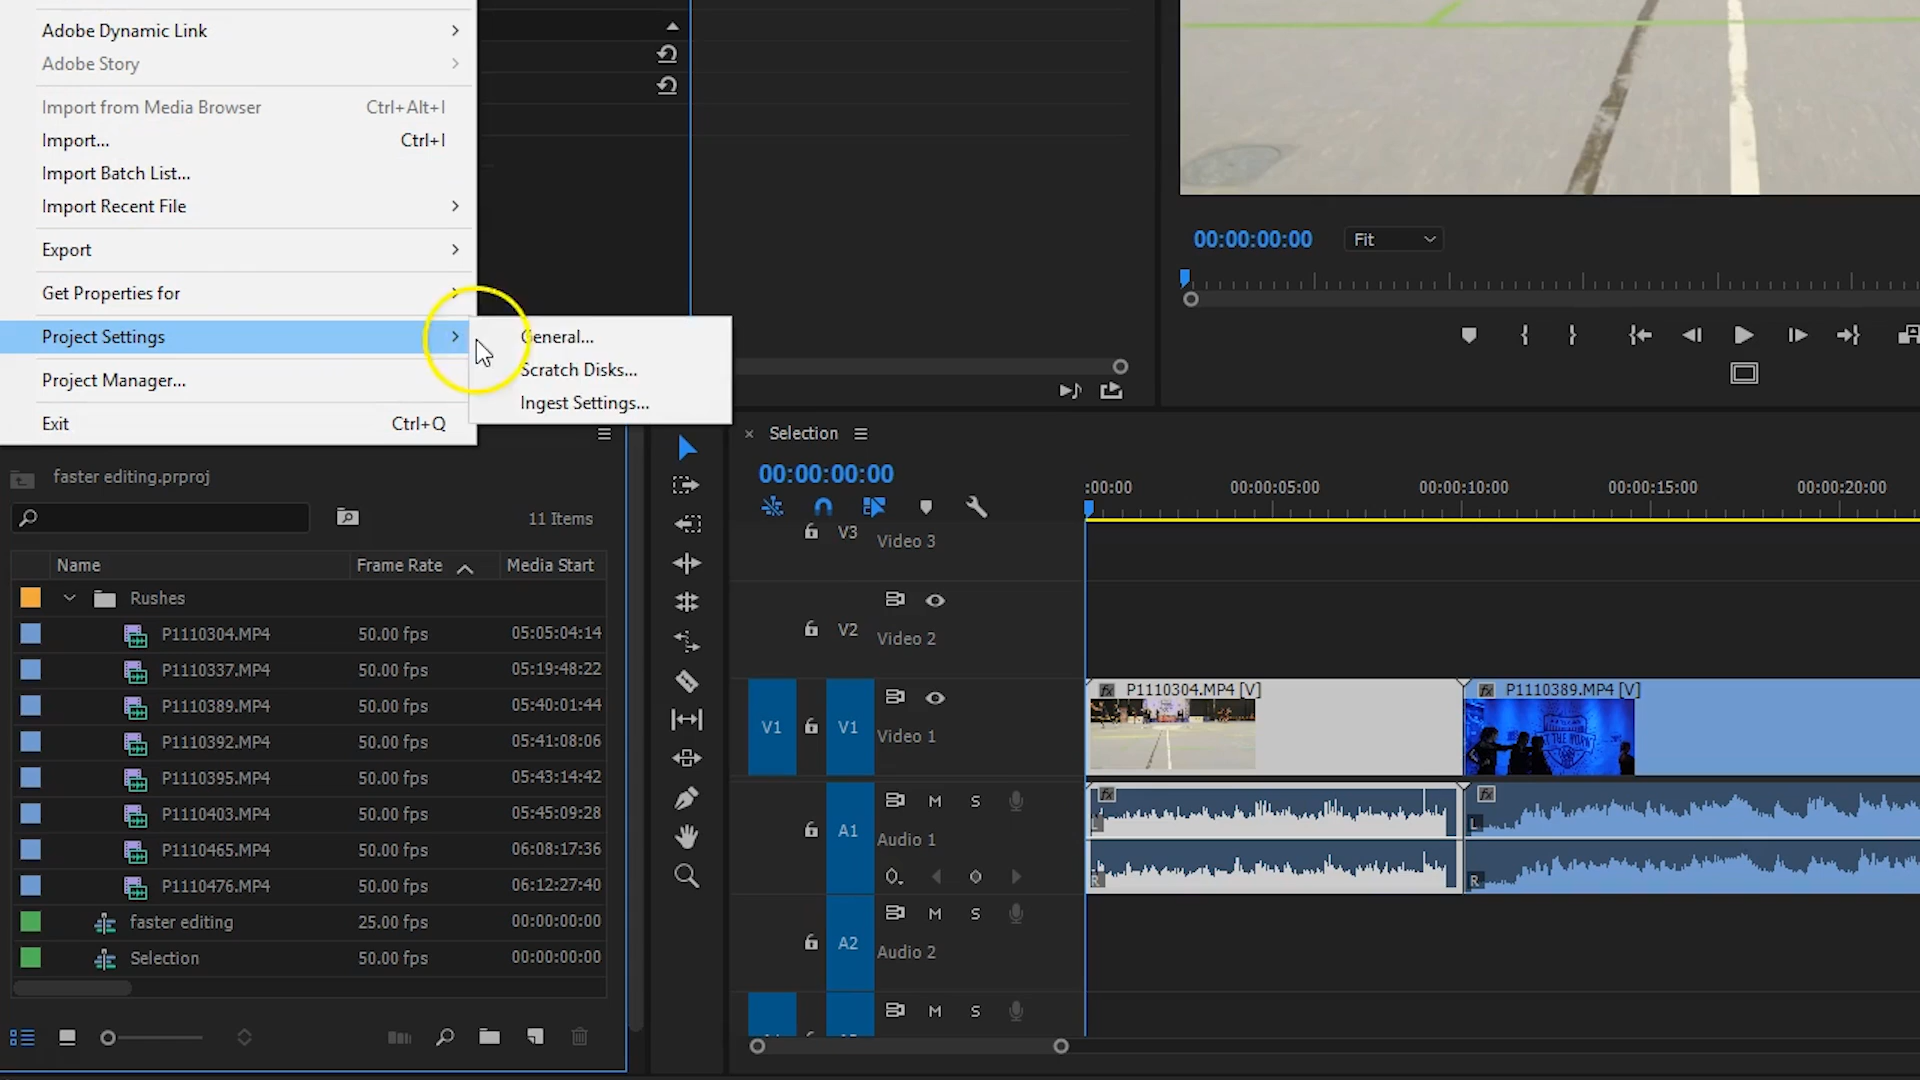 Adobe Dynamic Link
Adobe Story
Import from Media Browser Ctrl+Alt+I
Import... Ctrl+I
Import Batch List...
Import Recent File
Export
Get Properties for
Project Settings
General...
Scratch Disks...
Ingest Settings...
Project Manager...
Exit Ctrl+Q
00:00:00:00 Fit
faster editing.prproj
11 Items
Name Frame Rate Media Start
Rushes
P1110304.MP4 50.00 fps 05:05:04:14
P1110337.MP4 50.00 fps 05:19:48:22
P1110389.MP4 50.00 fps 05:40:01:44
P1110392.MP4 50.00 fps 05:41:08:06
P1110395.MP4 50.00 fps 05:43:14:42
P1110403.MP4 50.00 fps 05:45:09:28
P1110465.MP4 50.00 fps 06:08:17:36
P1110476.MP4 50.00 fps 06:12:27:40
faster editing 25.00 fps 00:00:00:00
Selection 50.00 fps 00:00:00:00
× Selection
00:00:00:00
:00:00 00:00:05:00 00:00:10:00 00:00:15:00 00:00:20:00
V3 Video 3
V2 Video 2
V1 V1 Video 1
fx P1110304.MP4 [V] fx P1110389.MP4 [V]
A1 M S
Audio 1
fx fx
L L
R R
A2 M S
Audio 2
M S